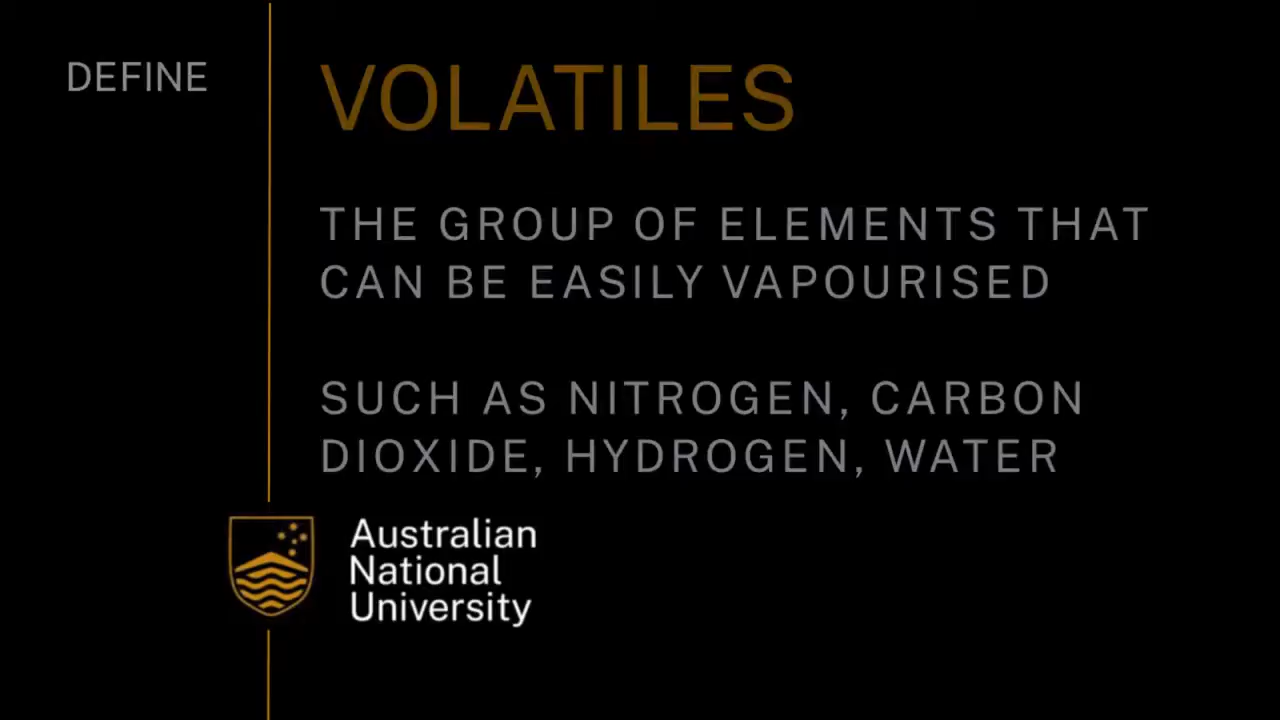 DEFINE
VOLATILES
THE GROUP OF ELEMENTS THAT
CAN BE EASILY VAPOURISED
SUCH AS NITROGEN, CARBON
DIOXIDE, HYDROGEN, WATER
Australian
National
University